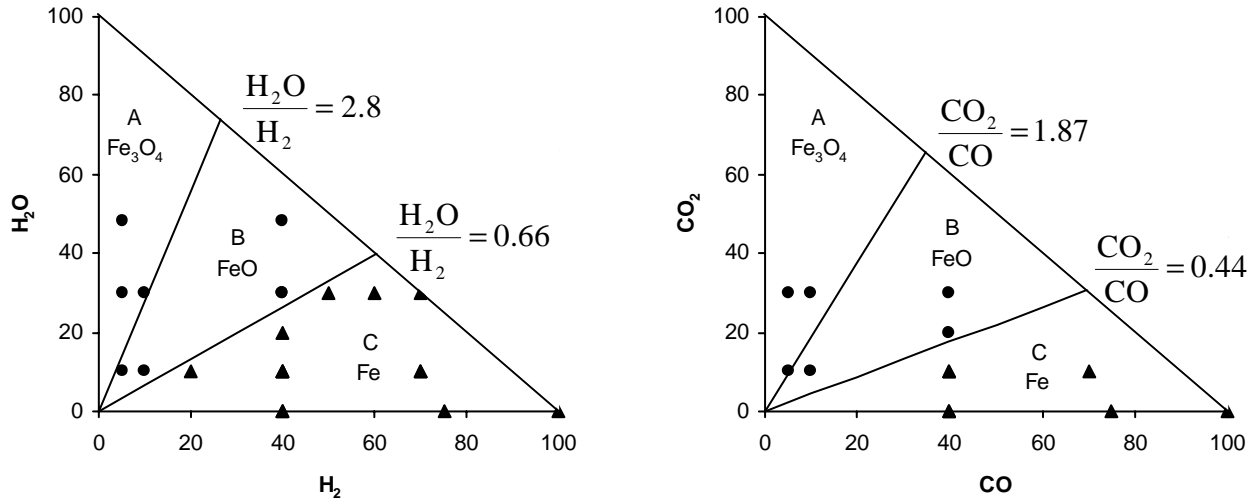 100
80
60
40
20
0
H₂O
A
Fe₃O₄
H₂O/H₂ = 2.8
B
FeO
H₂O/H₂ = 0.66
C
Fe
0 20 40 60 80 100
H₂
100
80
60
40
20
0
CO₂
A
Fe₃O₄
CO₂/CO = 1.87
B
FeO
CO₂/CO = 0.44
C
Fe
0 20 40 60 80 100
CO